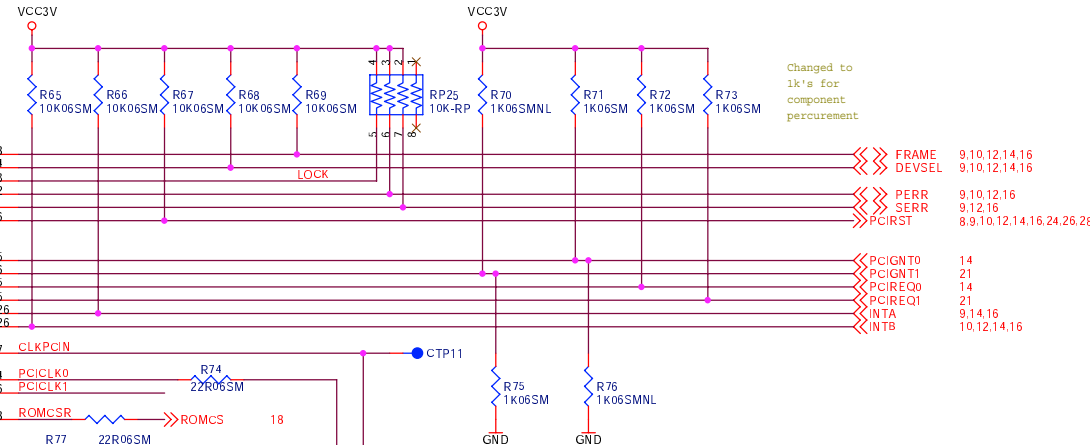 VCC3V VCC3V
4 3 2 1
R65 10K06SM
R66 10K06SM
R67 10K06SM
R68 10K06SM
R69 10K06SM
RP25 10K-RP
R70 1K06SMNL
R71 1K06SM
R72 1K06SM
R73 1K06SM
Changed to
1k's for
component
percurement
5 6 7 8
FRAME 9,10,12,14,16
DEVSEL 9,10,12,14,16
LOCK
PERR 9,10,12,16
SERR 9,12,16
PCIRST 8,9,10,12,14,16,24,26,28
PCIGNT0 14
PCIGNT1 21
PCIREQ0 14
PCIREQ1 21
26 INTA 9,14,16
26 INTB 10,12,14,16
CLKPCIN CTP11
PCICLK0 R74
22R06SM
PCICLK1
R75 1K06SM
R76 1K06SMNL
ROMCSR ROMCS 18
R77 22R06SM GND GND